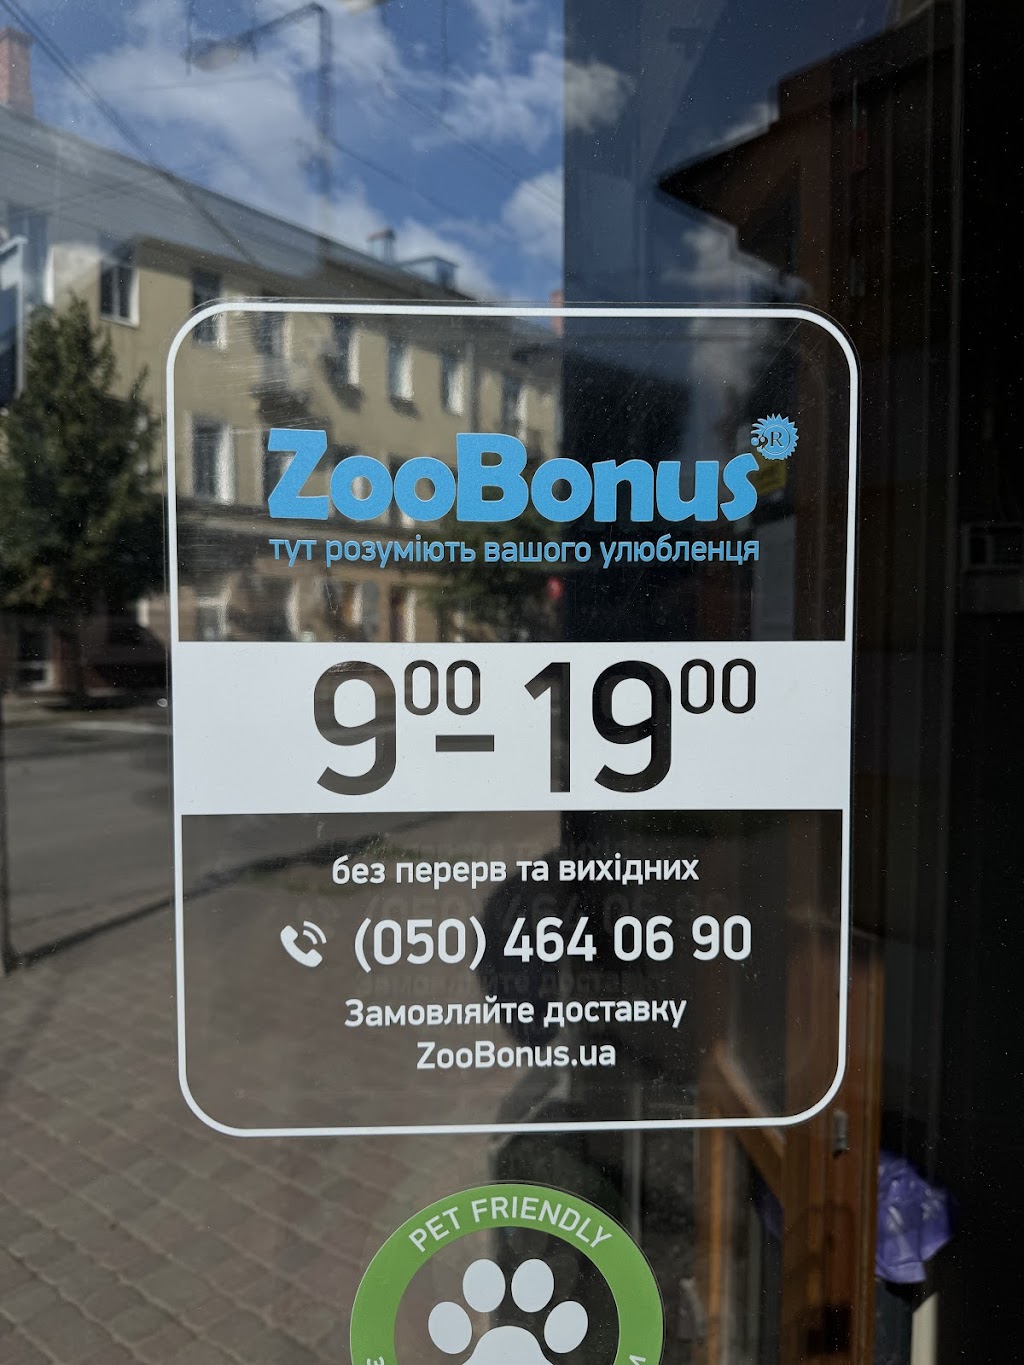 ZooBonus ®
тут розуміють вашого улюбленця
9⁰⁰-19⁰⁰
без перерв та вихідних
(050) 464 06 90
Замовляйте доставку
ZooBonus.ua
PET FRIENDLY